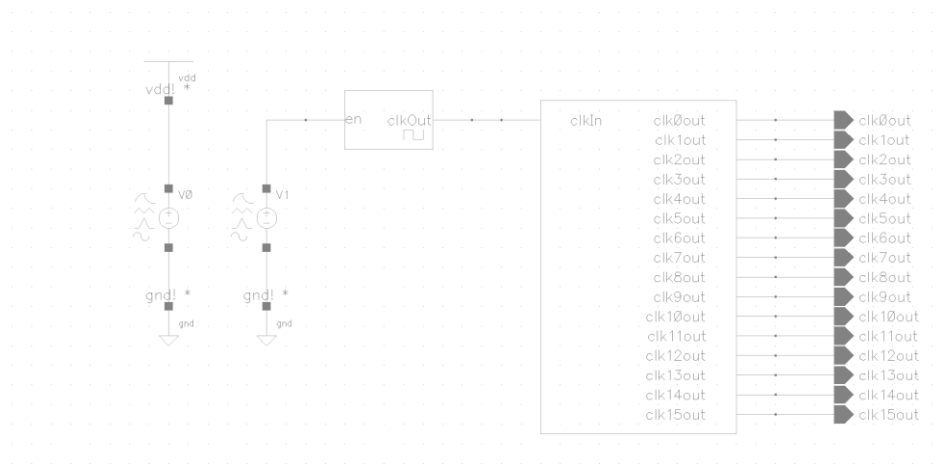 vdd
vdd! *
V0
gnd! *
gnd
V1
gnd! *
gnd
en clkOut
clkIn
clk0out clk0out
clk1out clk1out
clk2out clk2out
clk3out clk3out
clk4out clk4out
clk5out clk5out
clk6out clk6out
clk7out clk7out
clk8out clk8out
clk9out clk9out
clk10out clk10out
clk11out clk11out
clk12out clk12out
clk13out clk13out
clk14out clk14out
clk15out clk15out